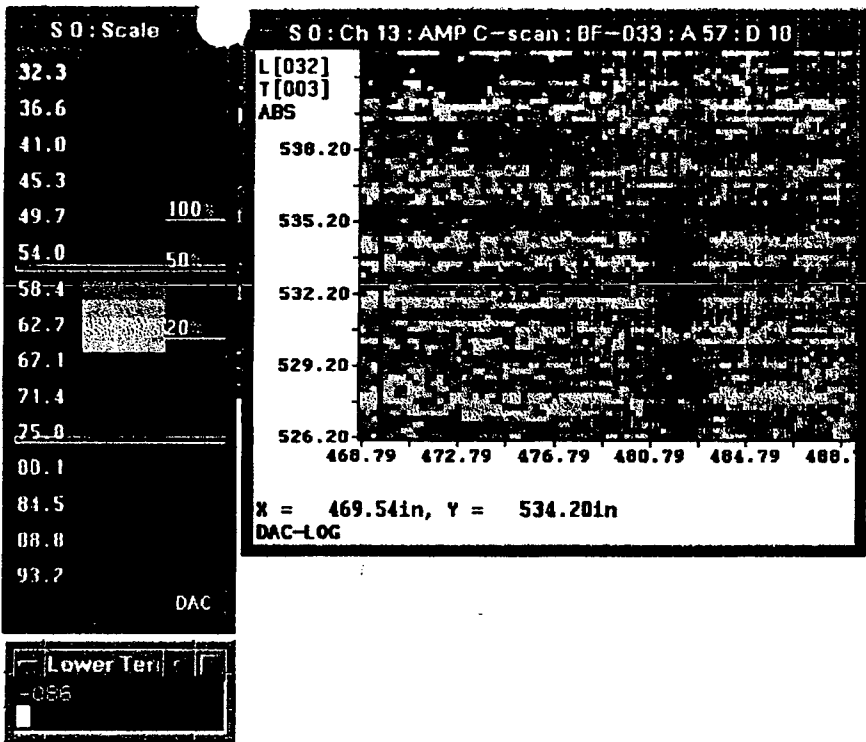 S 0 : Scale
32.3
36.6
41.0
45.3
49.7
100%
54.0
50%
58.4
62.7
20%
67.1
71.4
75.0
80.1
84.5
88.8
93.2
DAC
S 0 : Ch 13 : AMP C-scan : BF-033 : A 57 : D 10
L[032]
T[003]
ABS
538.20
535.20
532.20
529.20
526.20
468.79 472.79 476.79 480.79 484.79 488.
X = 469.54in, Y = 534.20in
DAC-LOG
Lower Ten
-086